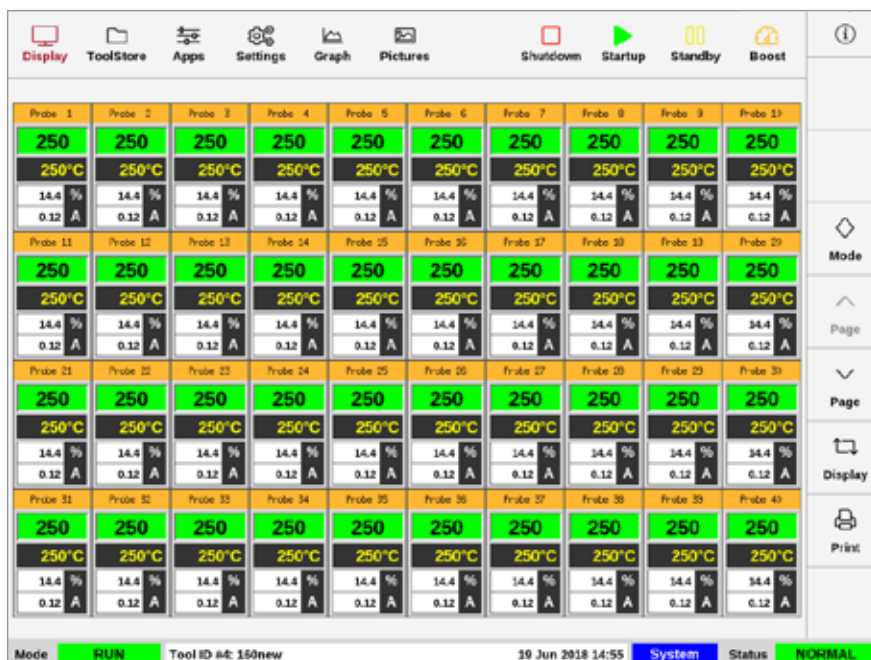 Display ToolStore Apps Settings Graph Pictures Shutdown Startup Standby Boost
Probe 1 Probe 2 Probe 3 Probe 4 Probe 5 Probe 6 Probe 7 Probe 8 Probe 9 Probe 10
250 250 250 250 250 250 250 250 250 250
250°C 250°C 250°C 250°C 250°C 250°C 250°C 250°C 250°C 250°C
14.4 % 14.4 % 14.4 % 14.4 % 14.4 % 14.4 % 14.4 % 14.4 % 14.4 % 14.4 %
0.12 A 0.12 A 0.12 A 0.12 A 0.12 A 0.12 A 0.12 A 0.12 A 0.12 A 0.12 A
Probe 11 Probe 12 Probe 13 Probe 14 Probe 15 Probe 16 Probe 17 Probe 18 Probe 19 Probe 20
250 250 250 250 250 250 250 250 250 250
250°C 250°C 250°C 250°C 250°C 250°C 250°C 250°C 250°C 250°C
14.4 % 14.4 % 14.4 % 14.4 % 14.4 % 14.4 % 14.4 % 14.4 % 14.4 % 14.4 %
0.12 A 0.12 A 0.12 A 0.12 A 0.12 A 0.12 A 0.12 A 0.12 A 0.12 A 0.12 A
Probe 21 Probe 22 Probe 23 Probe 24 Probe 25 Probe 26 Probe 27 Probe 28 Probe 29 Probe 30
250 250 250 250 250 250 250 250 250 250
250°C 250°C 250°C 250°C 250°C 250°C 250°C 250°C 250°C 250°C
14.4 % 14.4 % 14.4 % 14.4 % 14.4 % 14.4 % 14.4 % 14.4 % 14.4 % 14.4 %
0.12 A 0.12 A 0.12 A 0.12 A 0.12 A 0.12 A 0.12 A 0.12 A 0.12 A 0.12 A
Probe 31 Probe 32 Probe 33 Probe 34 Probe 35 Probe 36 Probe 37 Probe 38 Probe 39 Probe 40
250 250 250 250 250 250 250 250 250 250
250°C 250°C 250°C 250°C 250°C 250°C 250°C 250°C 250°C 250°C
14.4 % 14.4 % 14.4 % 14.4 % 14.4 % 14.4 % 14.4 % 14.4 % 14.4 % 14.4 %
0.12 A 0.12 A 0.12 A 0.12 A 0.12 A 0.12 A 0.12 A 0.12 A 0.12 A 0.12 A
Mode
Page
Page
Display
Print
Mode RUN Tool ID #4: 160new 19 Jun 2018 14:55 System Status NORMAL